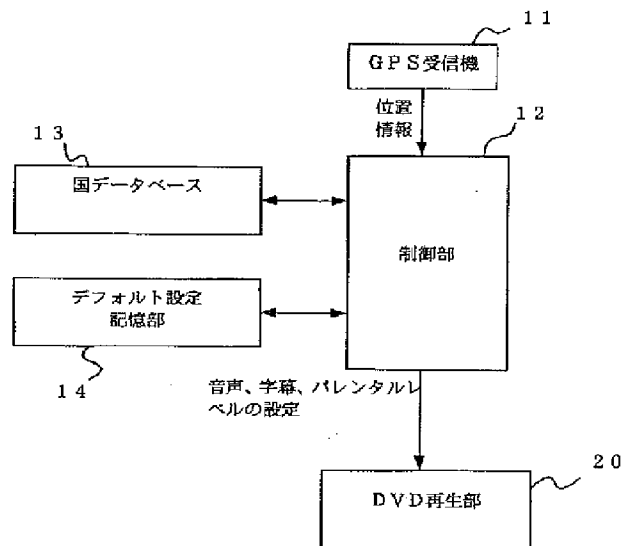 １１
ＧＰＳ受信機
位置
情報
１２
１３
国データベース
制御部
デフォルト設定
記憶部
１４
音声、字幕、パレンタルレ
ベルの設定
２０
ＤＶＤ再生部